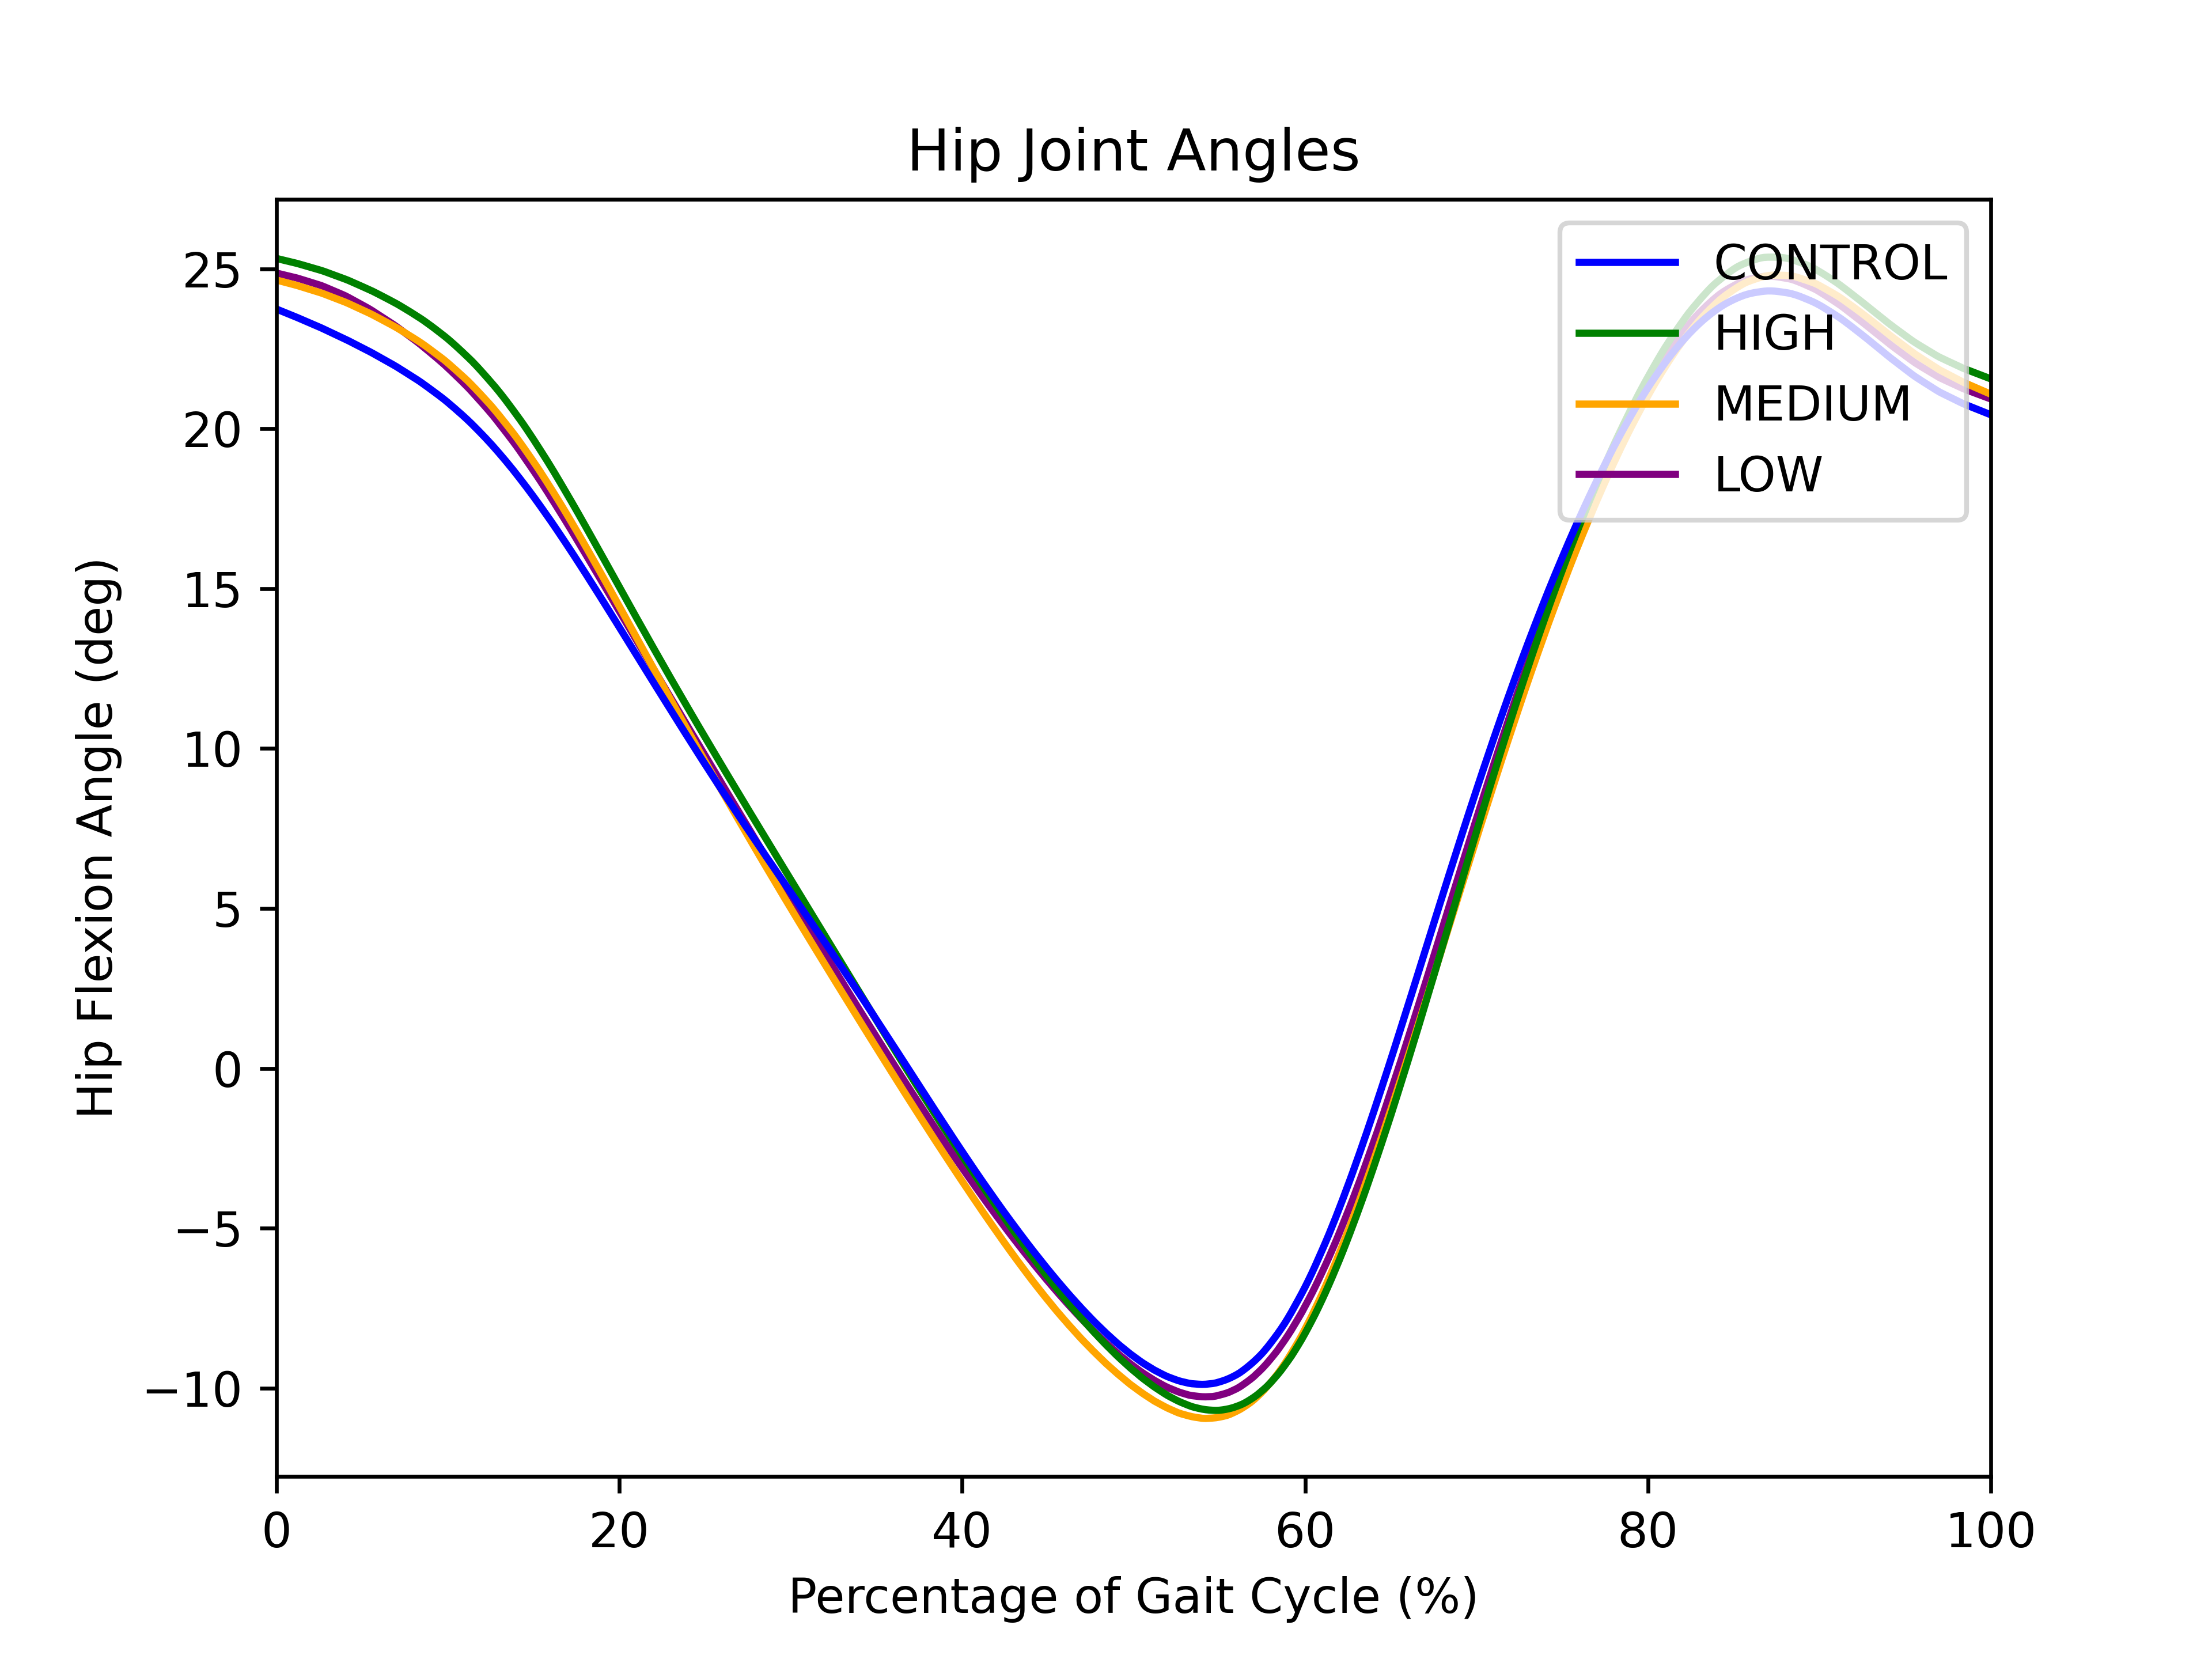 Hip Joint Angles
CONTROL
HIGH
MEDIUM
LOW
Hip Flexion Angle (deg)
25
20
15
10
5
0
−5
−10
0 20 40 60 80 100
Percentage of Gait Cycle (%)